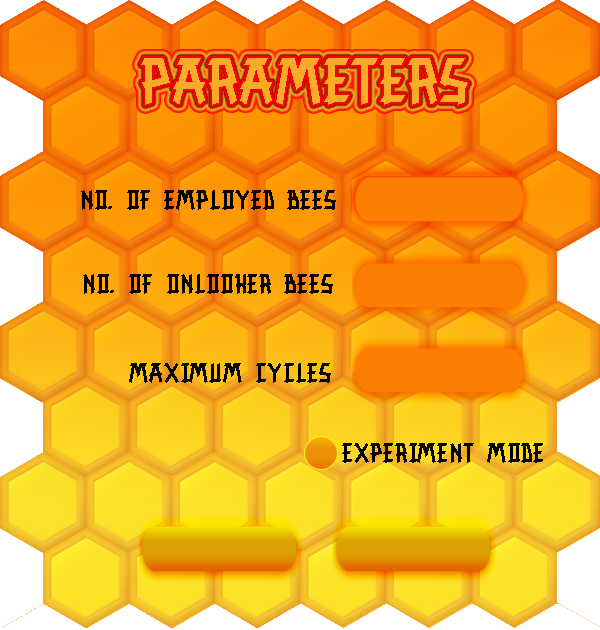 PARAMETERS
NO. OF EMPLOYED BEES
NO. OF ONLOOKER BEES
MAXIMUM CYCLES
EXPERIMENT MODE